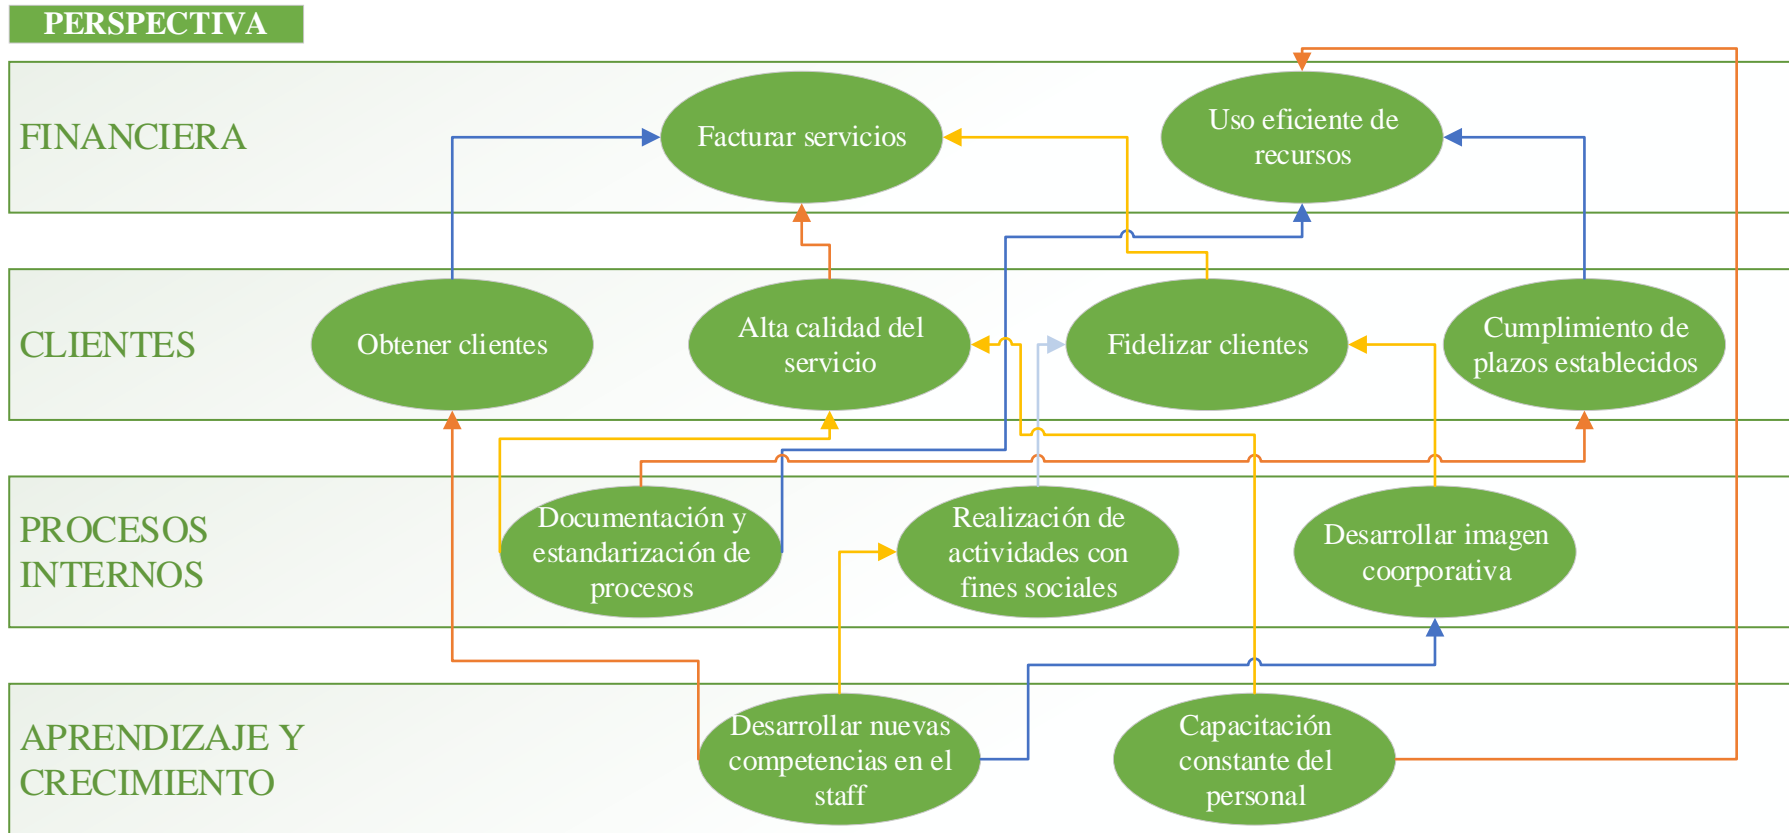 PERSPECTIVA
FINANCIERA
Facturar servicios
Uso eficiente de
recursos
CLIENTES
Obtener clientes
Alta calidad del
servicio
Fidelizar clientes
Cumplimiento de
plazos establecidos
PROCESOS
INTERNOS
Documentación y
estandarización de
procesos
Realización de
actividades con
fines sociales
Desarrollar imagen
coorporativa
APRENDIZAJE Y
CRECIMIENTO
Desarrollar nuevas
competencias en el
staff
Capacitación
constante del
personal